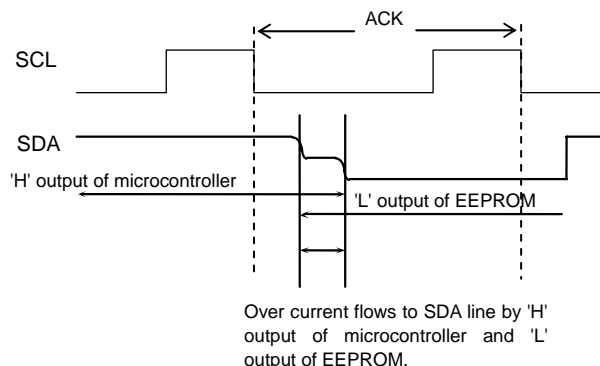 ACK
SCL
SDA
'H' output of microcontroller
'L' output of EEPROM
Over current flows to SDA line by 'H'
output of microcontroller and 'L'
output of EEPROM.